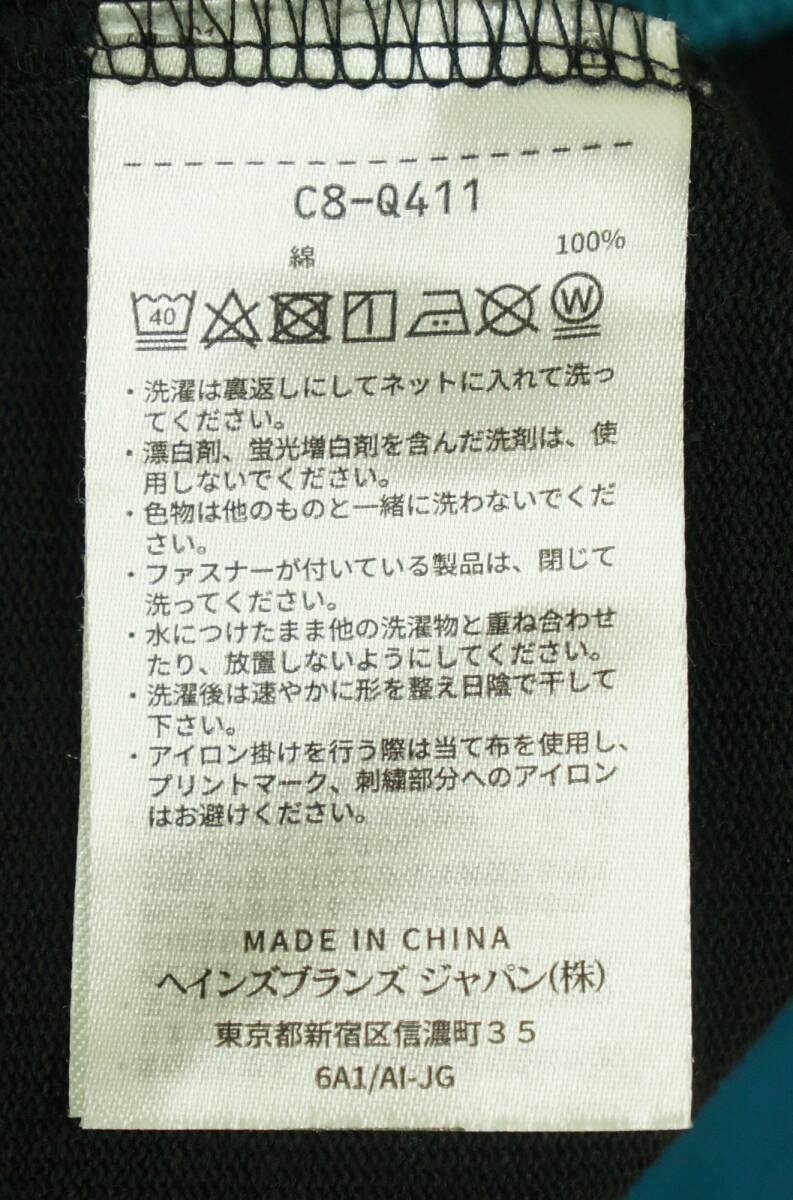 C8-Q411
綿 100%
40 W
・洗濯は裏返しにしてネットに入れて洗っ
てください。
・漂白剤、蛍光増白剤を含んだ洗剤は、使
用しないでください。
・色物は他のものと一緒に洗わないでくだ
さい。
・ファスナーが付いている製品は、閉じて
洗ってください。
・水につけたまま他の洗濯物と重ね合わせ
たり、放置しないようにしてください。
・洗濯後は速やかに形を整え日陰で干して
下さい。
・アイロン掛けを行う際は当て布を使用し、
プリントマーク、刺繍部分へのアイロン
はお避けください。
MADE IN CHINA
ヘインズブランズ ジャパン(株)
東京都新宿区信濃町35
6A1/AI-JG